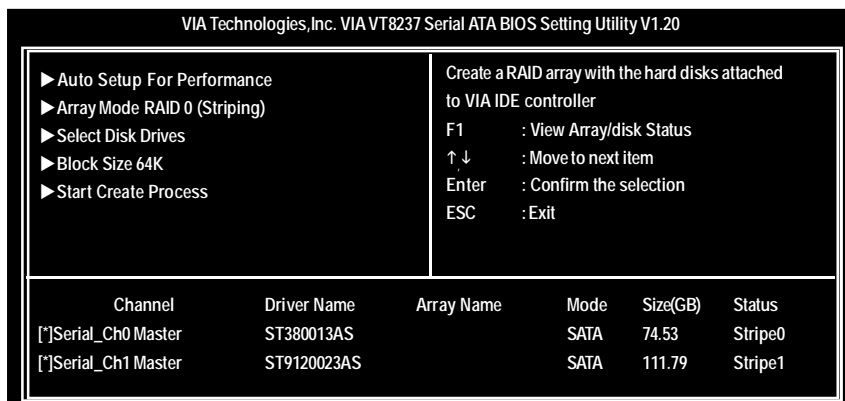 VIA Technologies,Inc. VIA VT8237 Serial ATA BIOS Setting Utility V1.20
▶ Auto Setup For Performance
▶ Array Mode RAID 0 (Striping)
▶ Select Disk Drives
▶ Block Size 64K
▶ Start Create Process
Create a RAID array with the hard disks attached
to VIA IDE controller
F1 : View Array/disk Status
↑↓ : Move to next item
Enter : Confirm the selection
ESC : Exit
Channel Driver Name Array Name Mode Size(GB) Status
[*]Serial_Ch0 Master ST380013AS SATA 74.53 Stripe0
[*]Serial_Ch1 Master ST9120023AS SATA 111.79 Stripe1